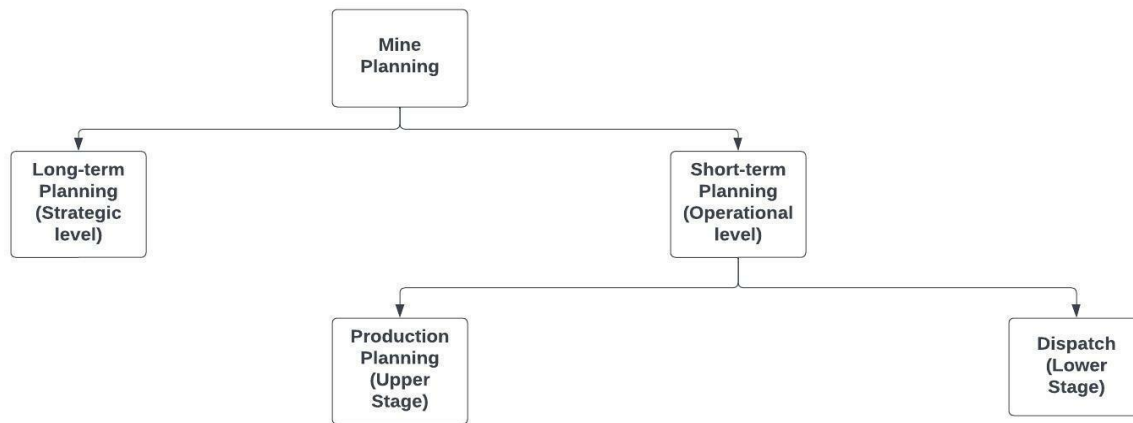 Mine
Planning
Long-term
Planning
(Strategic
level)
Short-term
Planning
(Operational
level)
Production
Planning
(Upper
Stage)
Dispatch
(Lower
Stage)